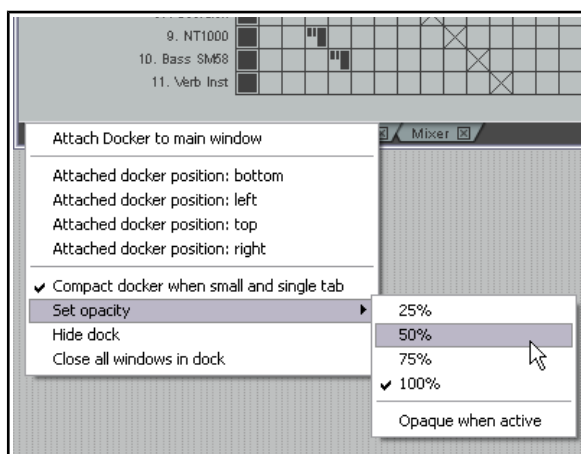 9. NT1000
10. Bass SM58
11. Verb Inst
Mixer
Attach Docker to main window
Attached docker position: bottom
Attached docker position: left
Attached docker position: top
Attached docker position: right
Compact docker when small and single tab
Set opacity
Hide dock
Close all windows in dock
25%
50%
75%
100%
Opaque when active